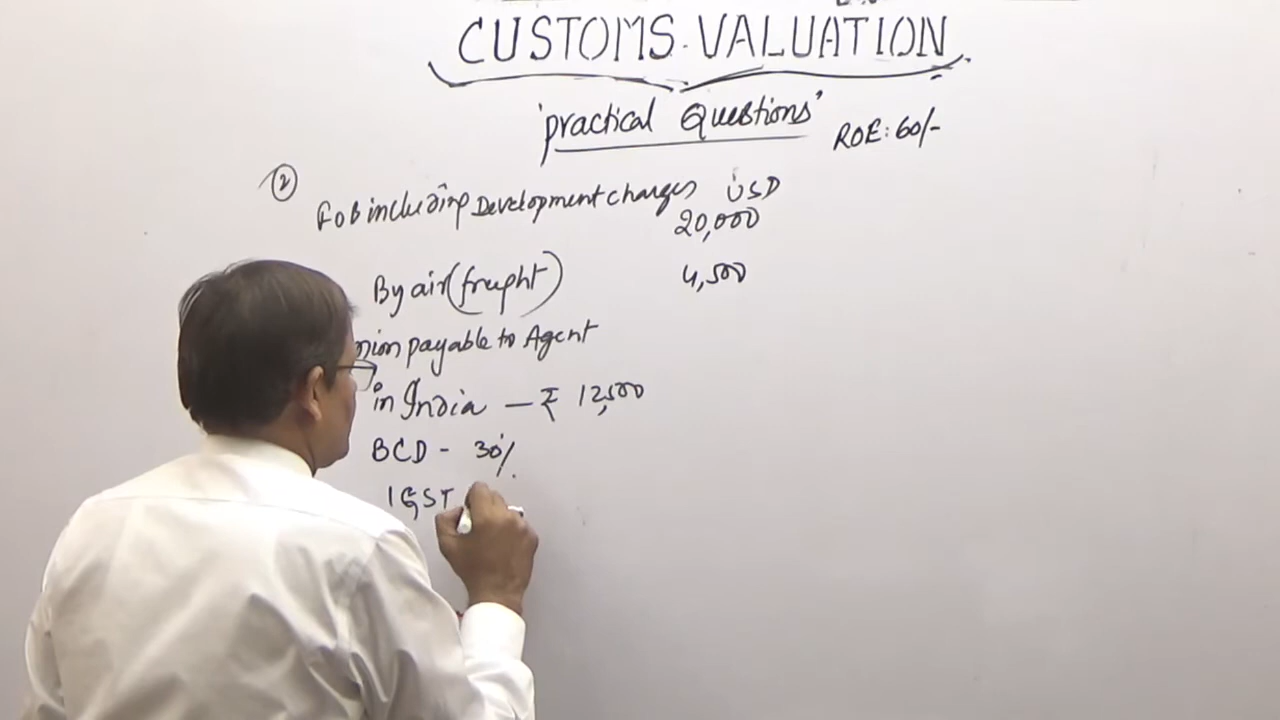 CUSTOMS VALUATION
'practical Questions'
ROE: 60/-
(2)
FOB including Development charges USD
20,000
By air (freight) 4,500
payable to Agent
in India — ₹ 12,500
BCD - 30%
IGST